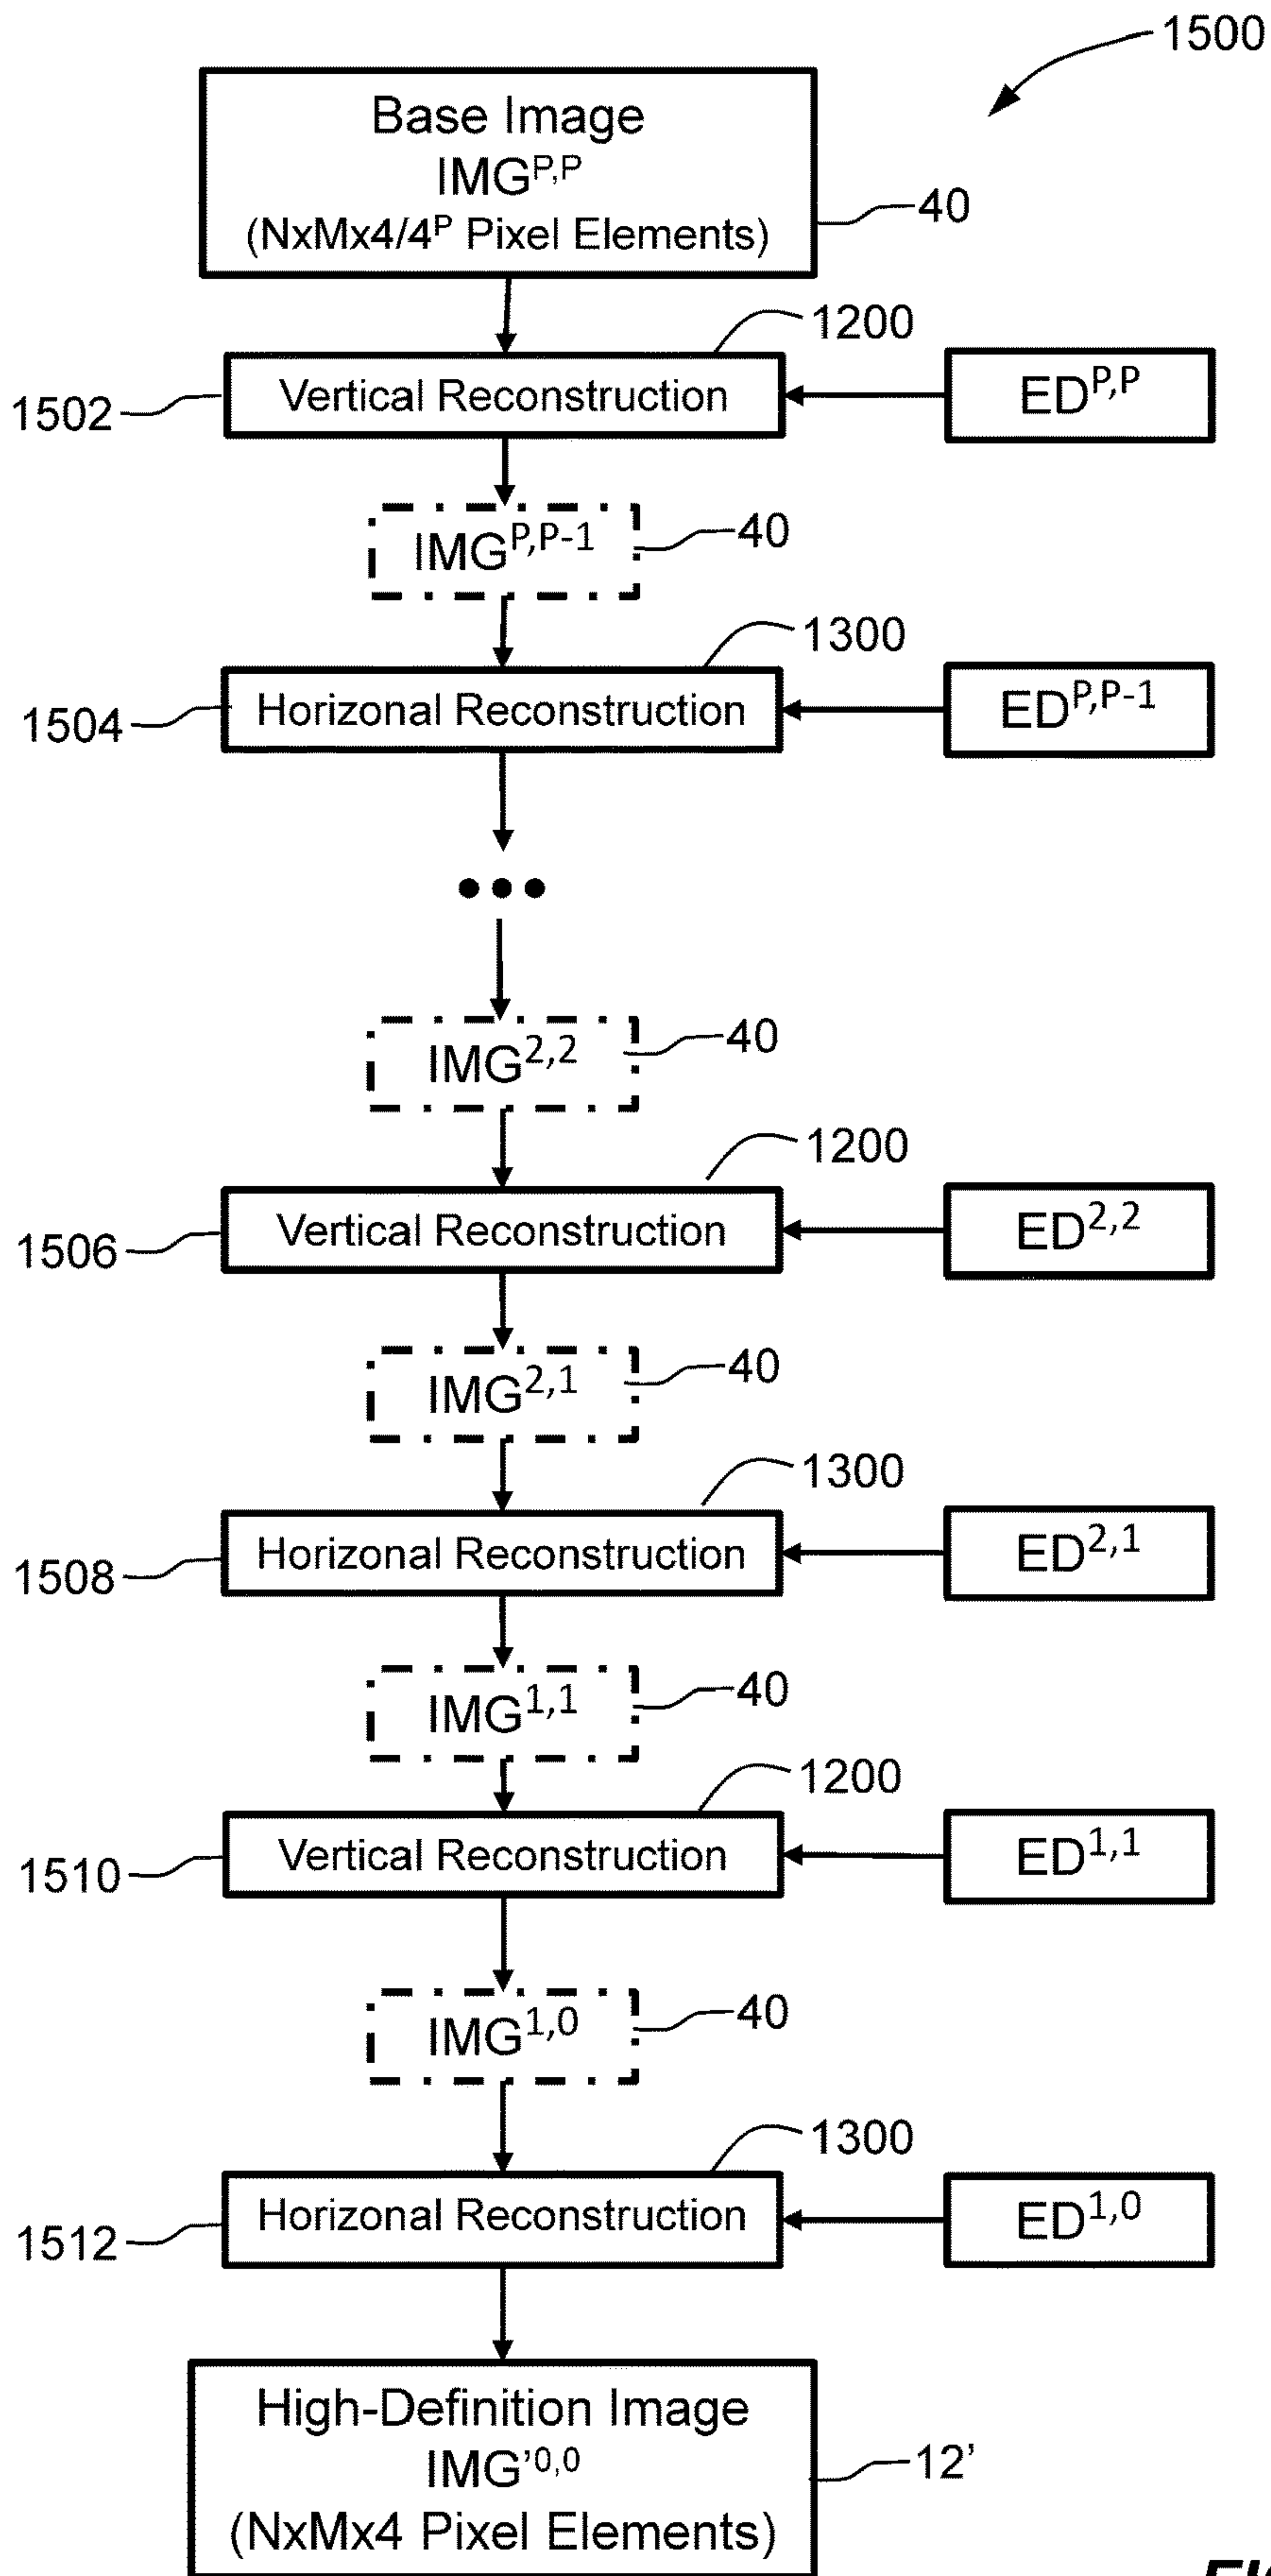 1500
Base Image
IMG^P,P
(NxMx4/4^P Pixel Elements)
40
1200
1502
Vertical Reconstruction
ED^P,P
IMG^P,P-1
40
1300
1504
Horizonal Reconstruction
ED^P,P-1
•••
IMG^2,2
40
1200
1506
Vertical Reconstruction
ED^2,2
IMG^2,1
40
1300
1508
Horizonal Reconstruction
ED^2,1
IMG^1,1
40
1200
1510
Vertical Reconstruction
ED^1,1
IMG^1,0
40
1300
1512
Horizonal Reconstruction
ED^1,0
High-Definition Image
IMG'^0,0
(NxMx4 Pixel Elements)
12'